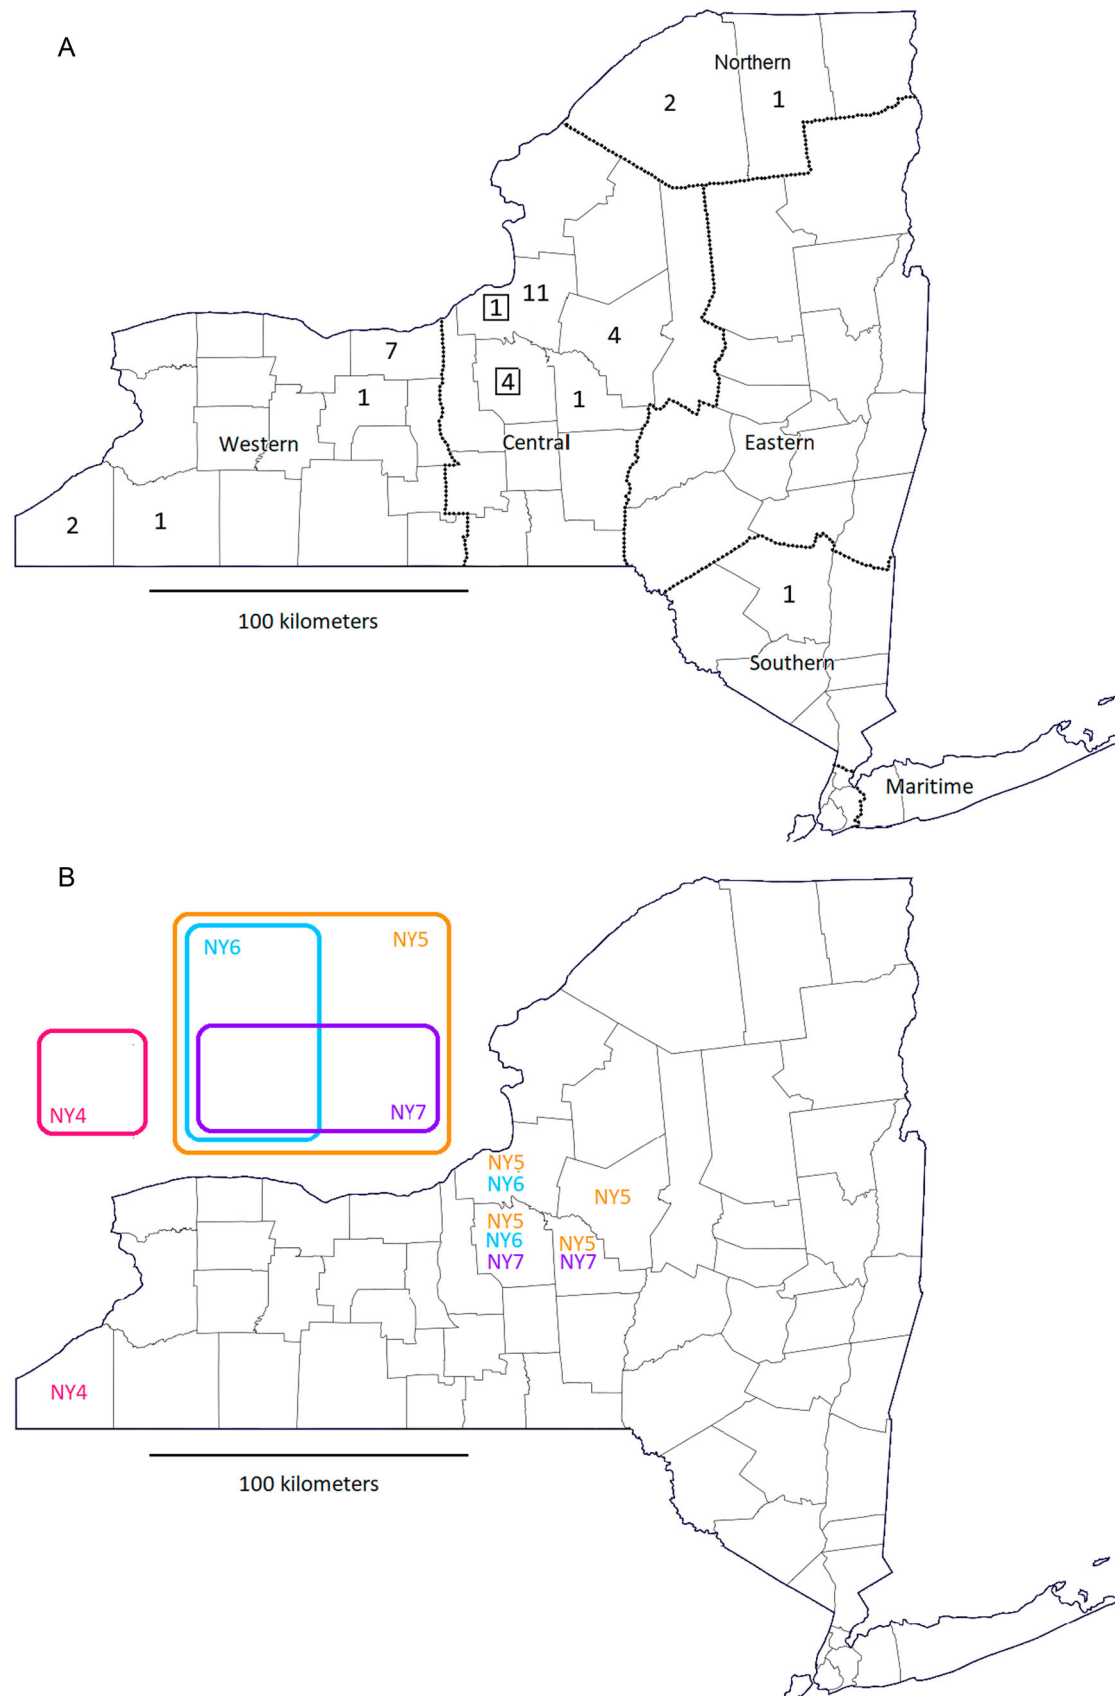 A
Northern
2
1
11
1
4
7
4
1
1
Western
Central
Eastern
2
1
1
100 kilometers
Southern
Maritime
B
NY6
NY5
NY4
NY7
NY5
NY6
NY5
NY5
NY6
NY7
NY5
NY7
NY4
100 kilometers